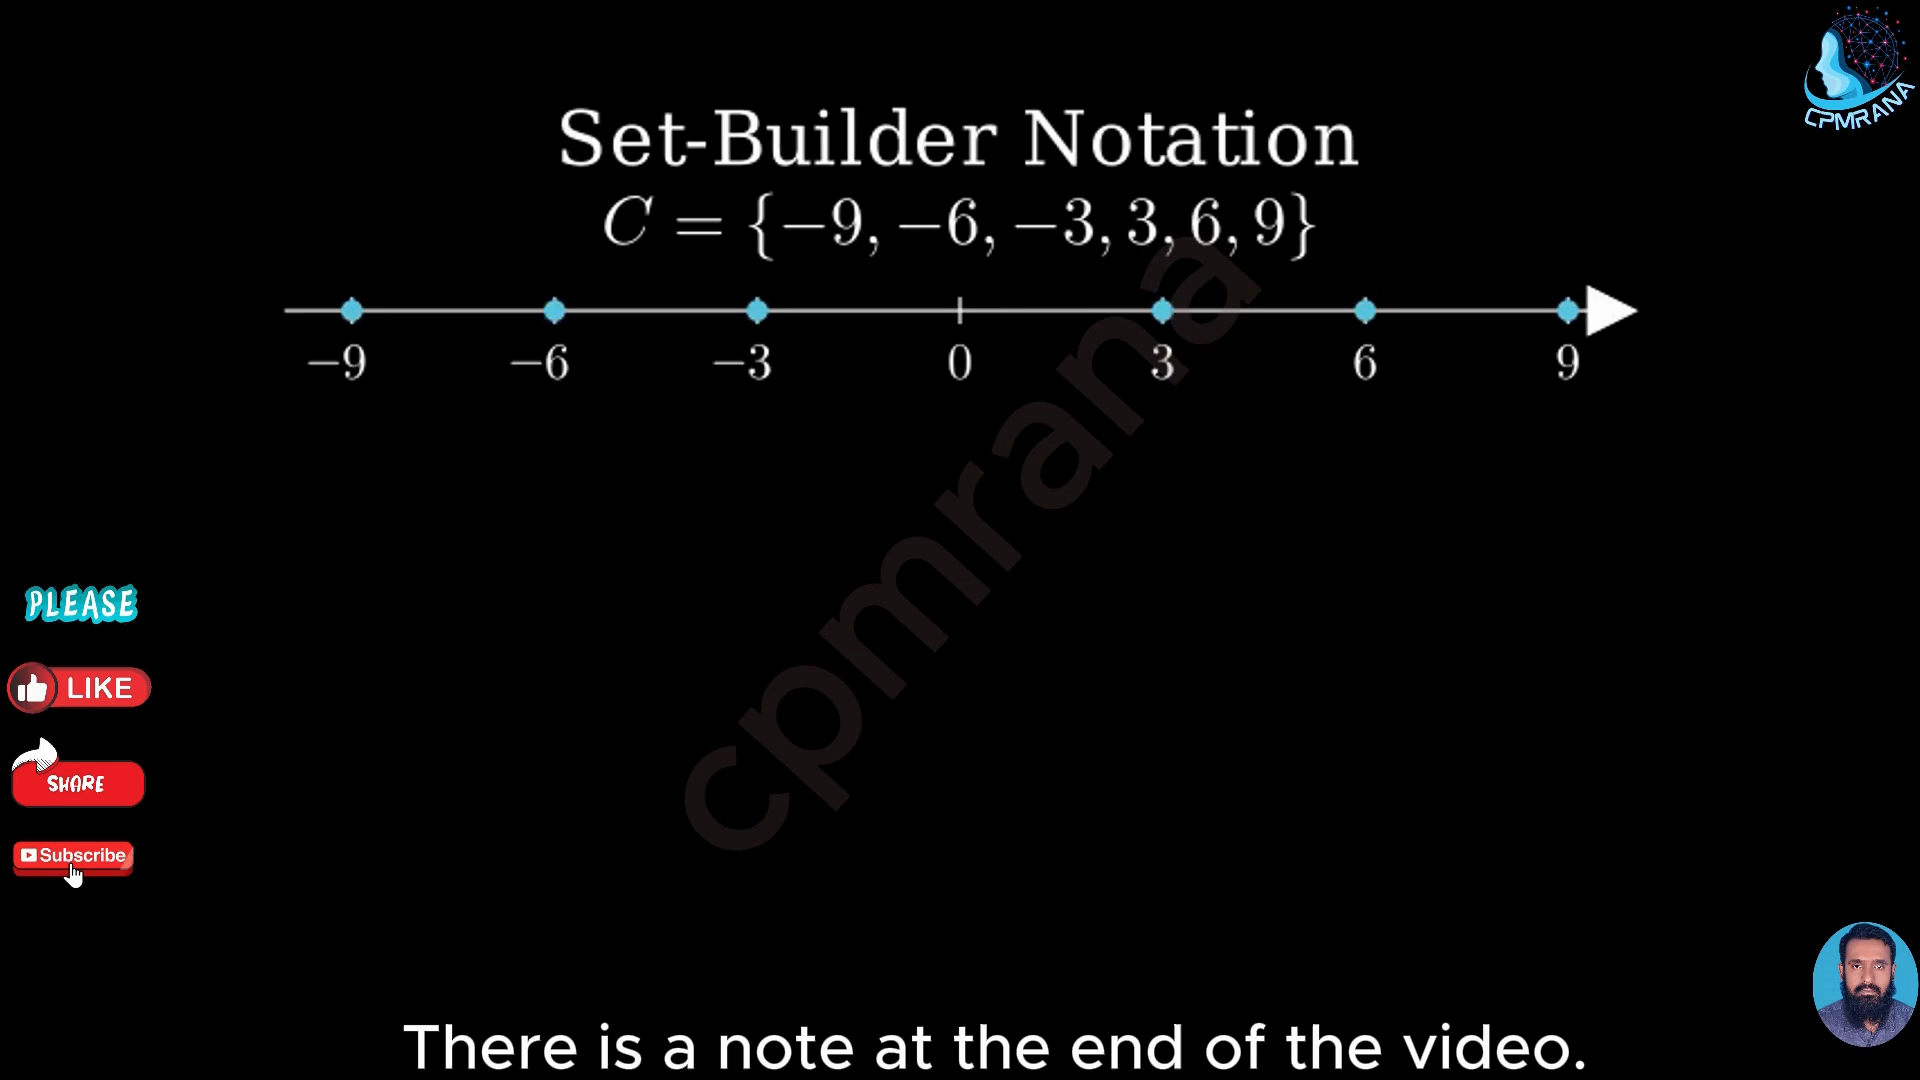 CPMRANA
Set-Builder Notation
C = {−9, −6, −3, 3, 6, 9}
−9 −6 −3 0 3 6 9
cpmrana
PLEASE
LIKE
SHARE
Subscribe
There is a note at the end of the video.